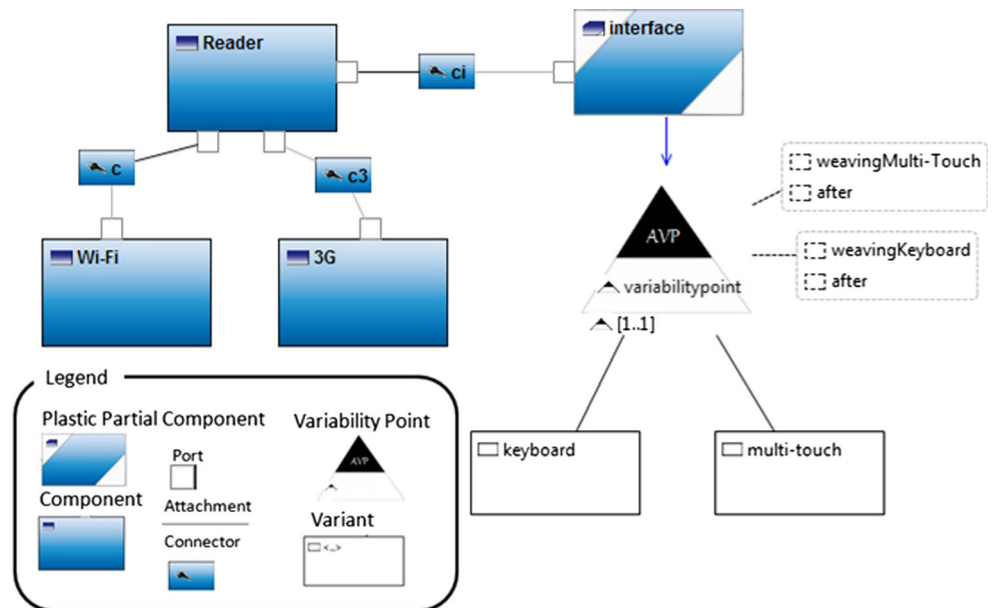 Reader
interface
ci
c
c3
Wi-Fi
3G
weavingMulti-Touch
after
AVP
weavingKeyboard
after
variabilitypoint
[1..1]
keyboard
multi-touch
Legend
Plastic Partial Component
Variability Point
Port
AVP
Attachment
Component
Variant
Connector
<...>